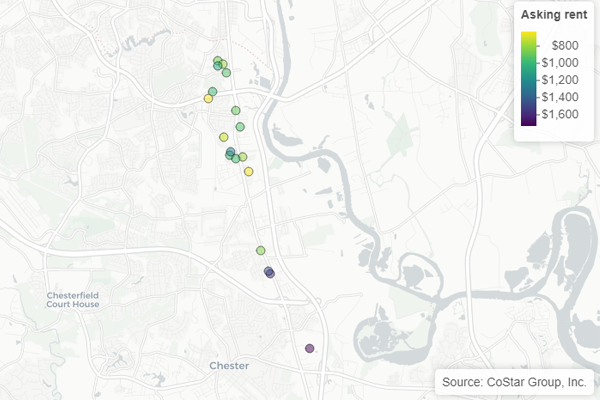 Asking rent
$800
$1,000
$1,200
$1,400
$1,600
Chesterfield
Court House
Chester
Source: CoStar Group, Inc.